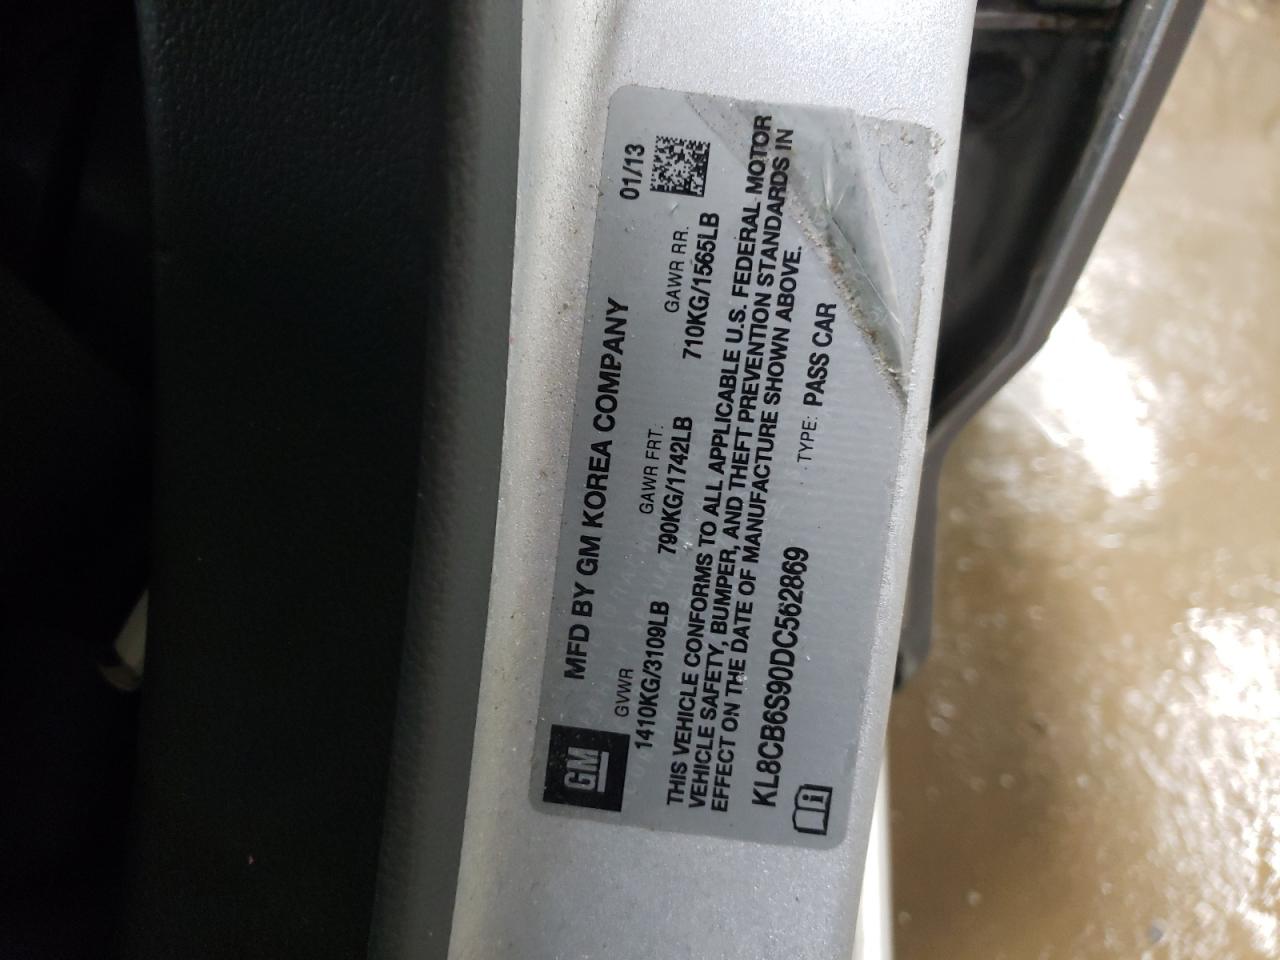 GM
MFD BY GM KOREA COMPANY
01/13
GVWR GAWR FRT. GAWR RR.
1410KG/3109LB 790KG/1742LB 710KG/1565LB
THIS VEHICLE CONFORMS TO ALL APPLICABLE U.S. FEDERAL MOTOR
VEHICLE SAFETY, BUMPER, AND THEFT PREVENTION STANDARDS IN
EFFECT ON THE DATE OF MANUFACTURE SHOWN ABOVE.
KL8CB6S90DC562869 TYPE: PASS CAR